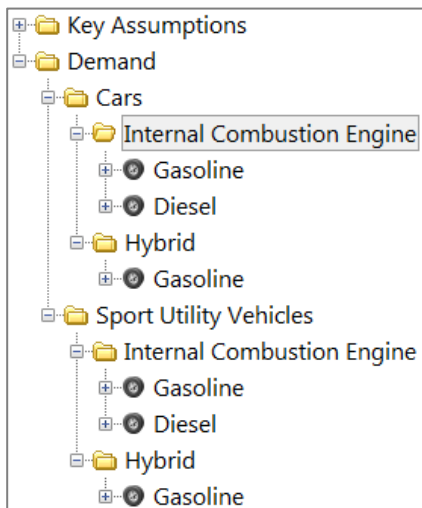 Key Assumptions
Demand
Cars
Internal Combustion Engine
Gasoline
Diesel
Hybrid
Gasoline
Sport Utility Vehicles
Internal Combustion Engine
Gasoline
Diesel
Hybrid
Gasoline